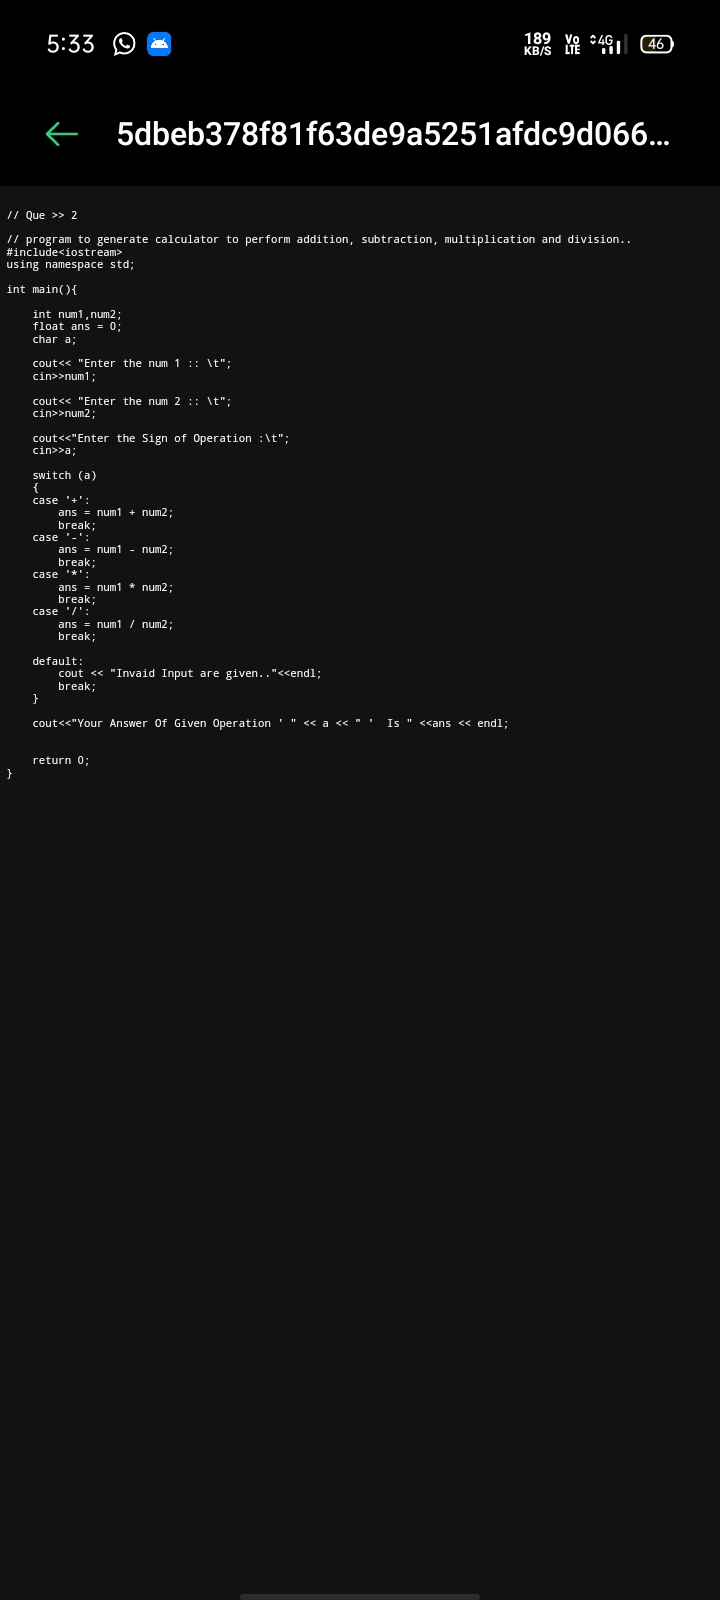 5:33 189 KB/S Vo LTE 4G 46
5dbeb378f81f63de9a5251afdc9d066...
// Que >> 2
// program to generate calculator to perform addition, subtraction, multiplication and division..
#include<iostream>
using namespace std;
int main(){
    int num1,num2;
    float ans = 0;
    char a;
    cout<< "Enter the num 1 :: \t";
    cin>>num1;
    cout<< "Enter the num 2 :: \t";
    cin>>num2;
    cout<<"Enter the Sign of Operation :\t";
    cin>>a;
    switch (a)
    {
    case '+':
        ans = num1 + num2;
        break;
    case '-':
        ans = num1 - num2;
        break;
    case '*':
        ans = num1 * num2;
        break;
    case '/':
        ans = num1 / num2;
        break;
    default:
        cout << "Invaid Input are given.."<<endl;
        break;
    }
    cout<<"Your Answer Of Given Operation ' " << a << " '  Is " <<ans << endl;
    return 0;
}